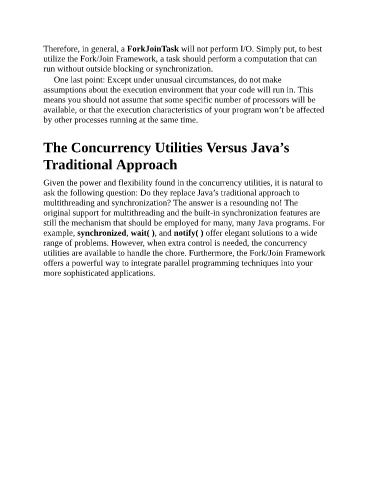 Therefore, in general, a ForkJoinTask will not perform I/O. Simply put, to best
utilize the Fork/Join Framework, a task should perform a computation that can
run without outside blocking or synchronization.
One last point: Except under unusual circumstances, do not make
assumptions about the execution environment that your code will run in. This
means you should not assume that some specific number of processors will be
available, or that the execution characteristics of your program won’t be affected
by other processes running at the same time.
The Concurrency Utilities Versus Java’s
Traditional Approach
Given the power and flexibility found in the concurrency utilities, it is natural to
ask the following question: Do they replace Java’s traditional approach to
multithreading and synchronization? The answer is a resounding no! The
original support for multithreading and the built-in synchronization features are
still the mechanism that should be employed for many, many Java programs. For
example, synchronized, wait( ), and notify( ) offer elegant solutions to a wide
range of problems. However, when extra control is needed, the concurrency
utilities are available to handle the chore. Furthermore, the Fork/Join Framework
offers a powerful way to integrate parallel programming techniques into your
more sophisticated applications.